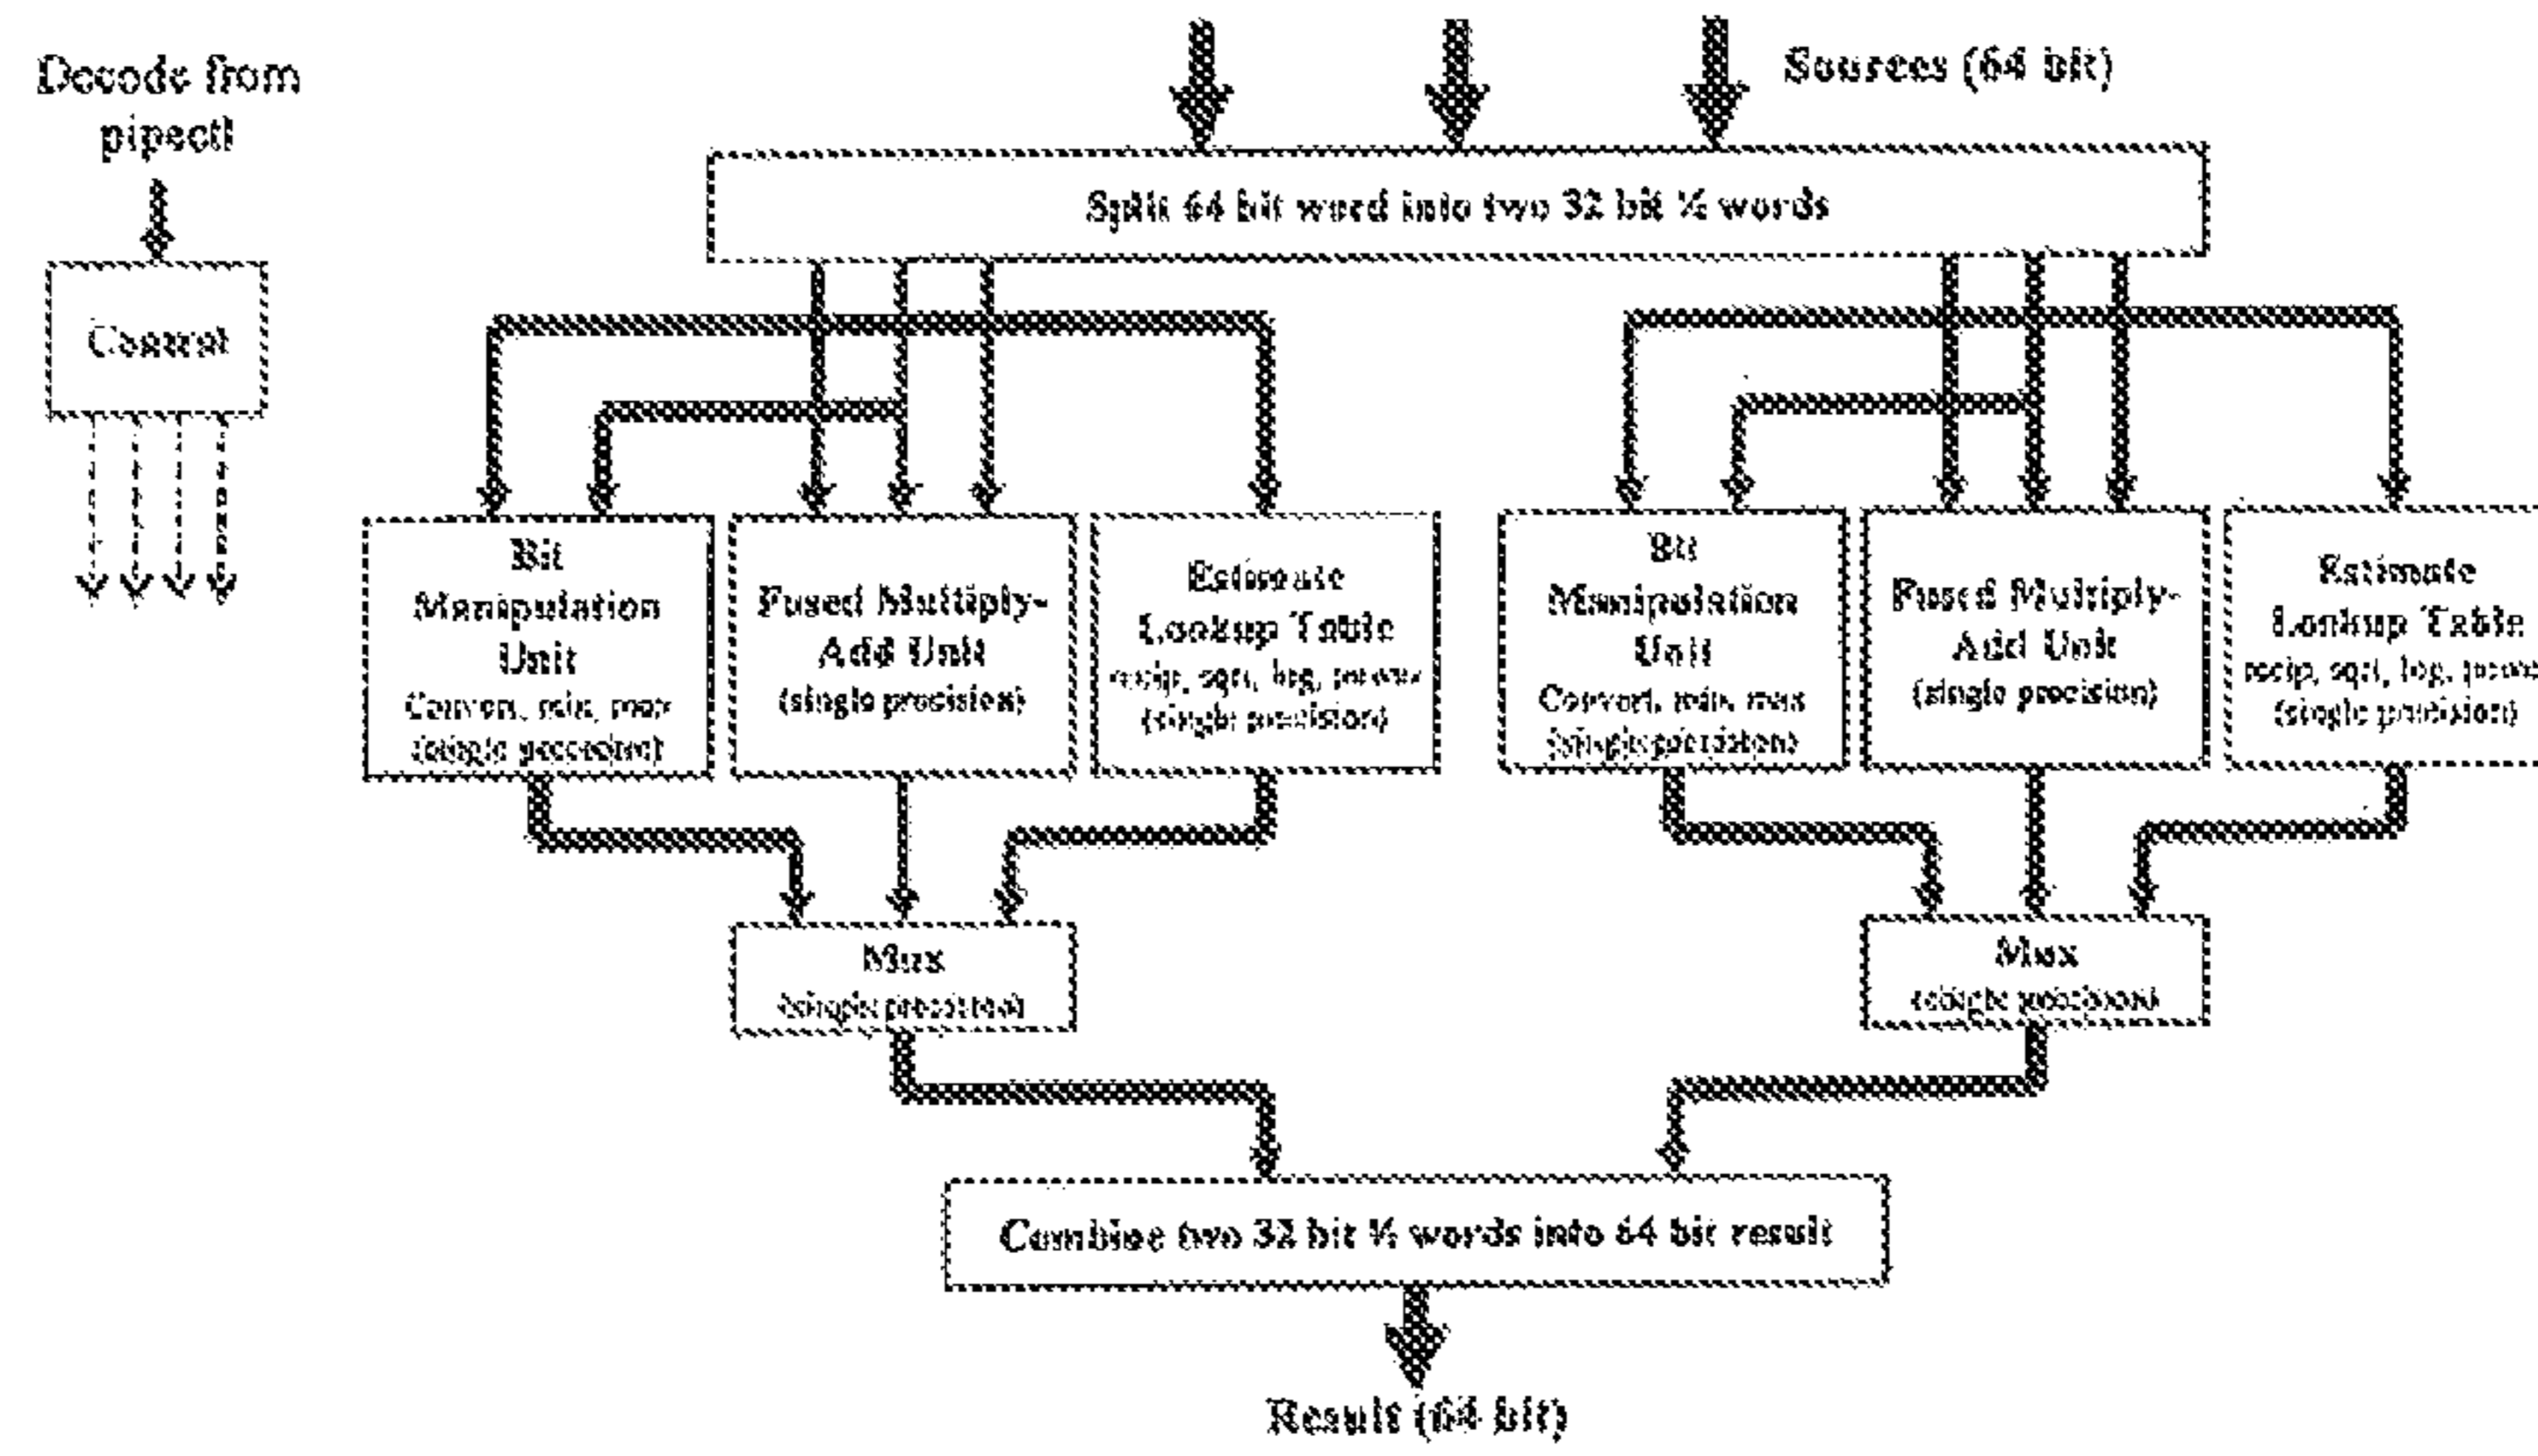 Decode from
pipectl
Sources (64 bit)
Split 64 bit word into two 32 bit ½ words
Control
Bit
Manipulation
Unit
Convert, min, max
(single precision)
Fused Multiply-
Add Unit
(single precision)
Estimate
Lookup Table
recip, sqrt, log, power
(single precision)
Bit
Manipulation
Unit
Convert, min, max
(single precision)
Fused Multiply-
Add Unit
(single precision)
Estimate
Lookup Table
recip, sqrt, log,
(single precision)
Mux
(single precision)
Mux
(single precision)
Combine two 32 bit ½ words into 64 bit result
Result (64 bit)